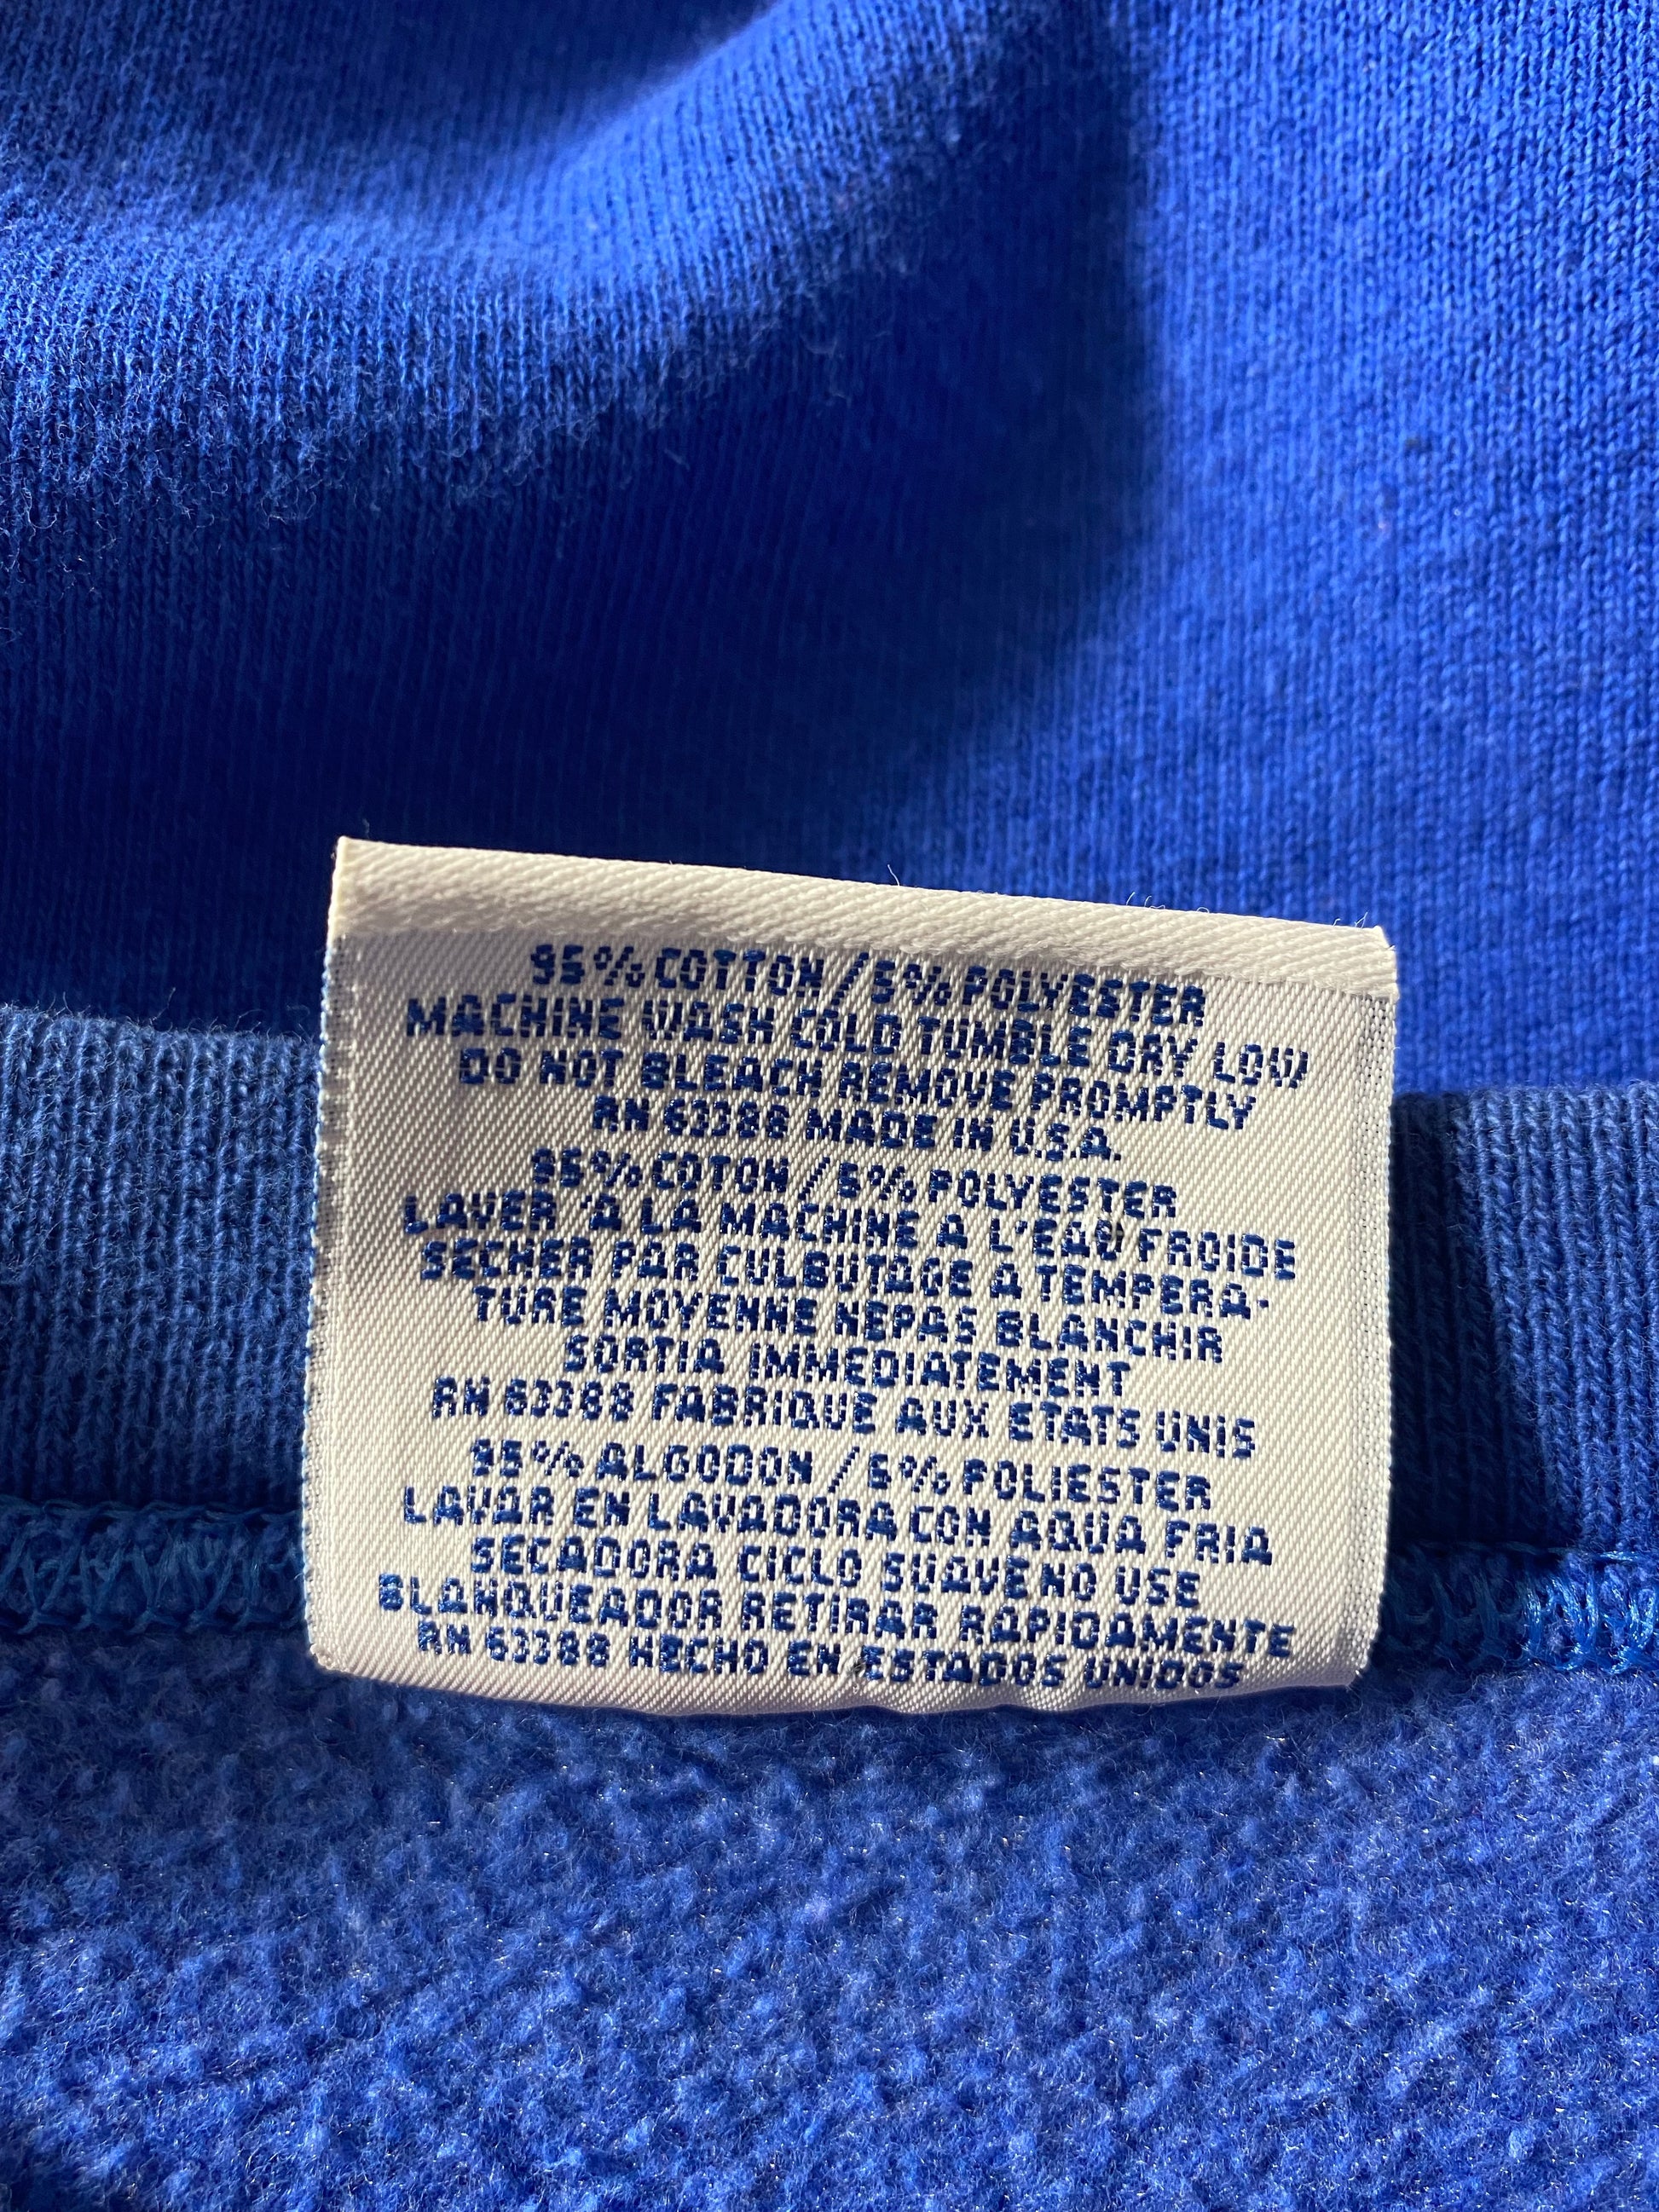 95% COTTON / 5% POLYESTER
MACHINE WASH COLD TUMBLE DRY LOW
DO NOT BLEACH REMOVE PROMPTLY
RN 63388 MADE IN U.S.A.
95% COTON / 5% POLYESTER
LAVER 'A LA MACHINE A L'EAU FROIDE
SECHER PAR CULBUTAGE A TEMPERA-
TURE MOYENNE NEPAS BLANCHIR
SORTIA IMMEDIATEMENT
RN 63388 FABRIQUE AUX ETATS UNIS
95% ALGODON / 5% POLIESTER
LAVAR EN LAVADORA CON AQUA FRIA
SECADORA CICLO SUAVENO USE
BLANQUEADOR RETIRAR RAPIDAMENTE
RN 63388 HECHO EN ESTADOS UNIDOS